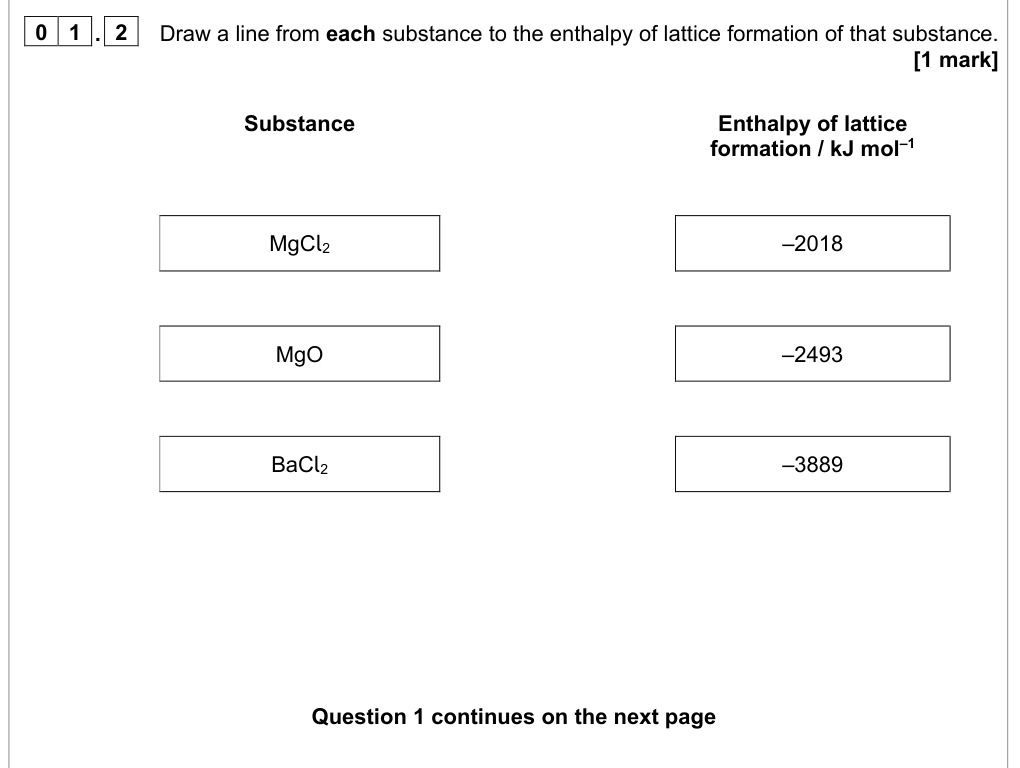 0 1 . 2 Draw a line from each substance to the enthalpy of lattice formation of that substance.
[1 mark]
Substance
Enthalpy of lattice
formation / kJ mol⁻¹
MgCl₂
–2018
MgO
–2493
BaCl₂
–3889
Question 1 continues on the next page